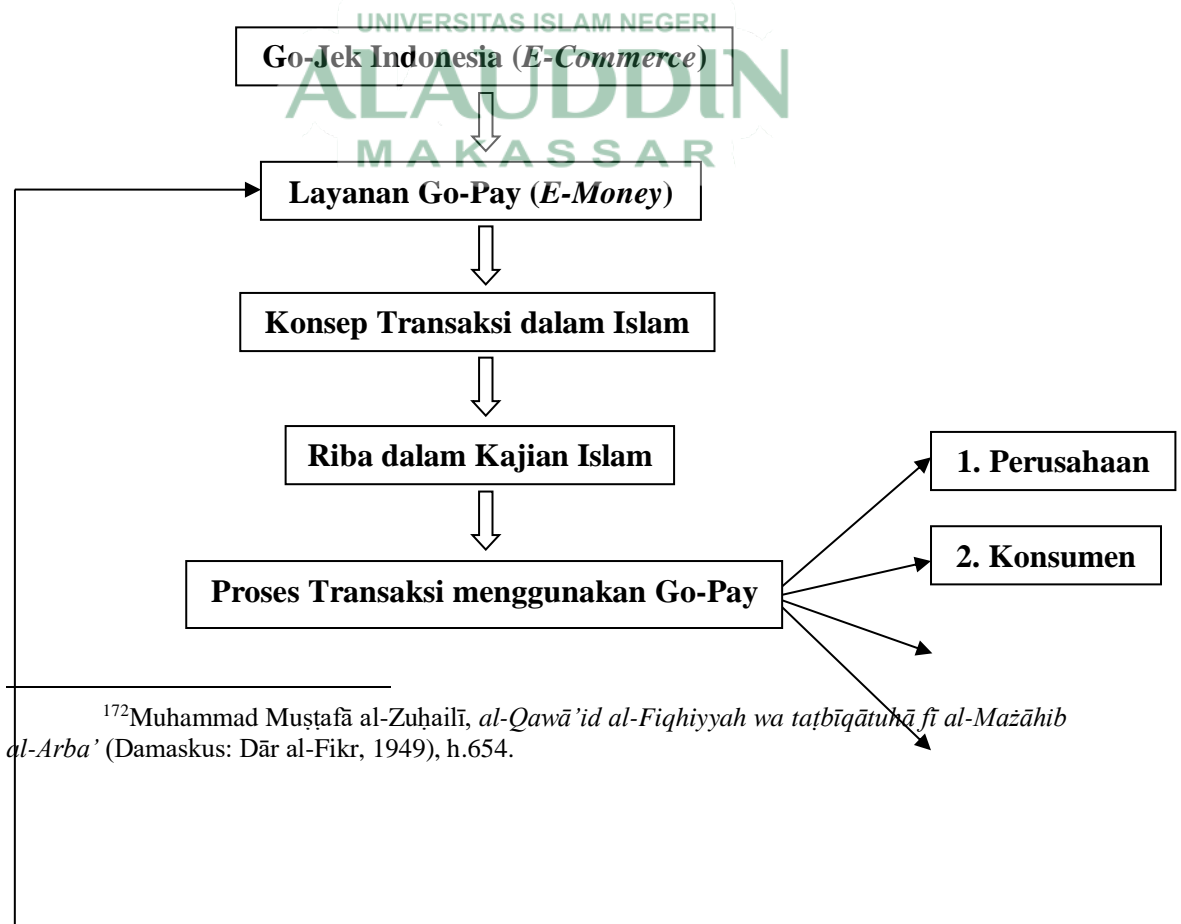 UNIVERSITAS ISLAM NEGERI
Go-Jek Indonesia (E-Commerce)
ALAUDDIN
MAKASSAR
Layanan Go-Pay (E-Money)
Konsep Transaksi dalam Islam
Riba dalam Kajian Islam
1. Perusahaan
2. Konsumen
Proses Transaksi menggunakan Go-Pay
172Muhammad Muṣṭafā al-Zuḥailī, al-Qawā'id al-Fiqhiyyah wa taṭbīqātuhā fī al-Mażāhib
al-Arba' (Damaskus: Dār al-Fikr, 1949), h.654.